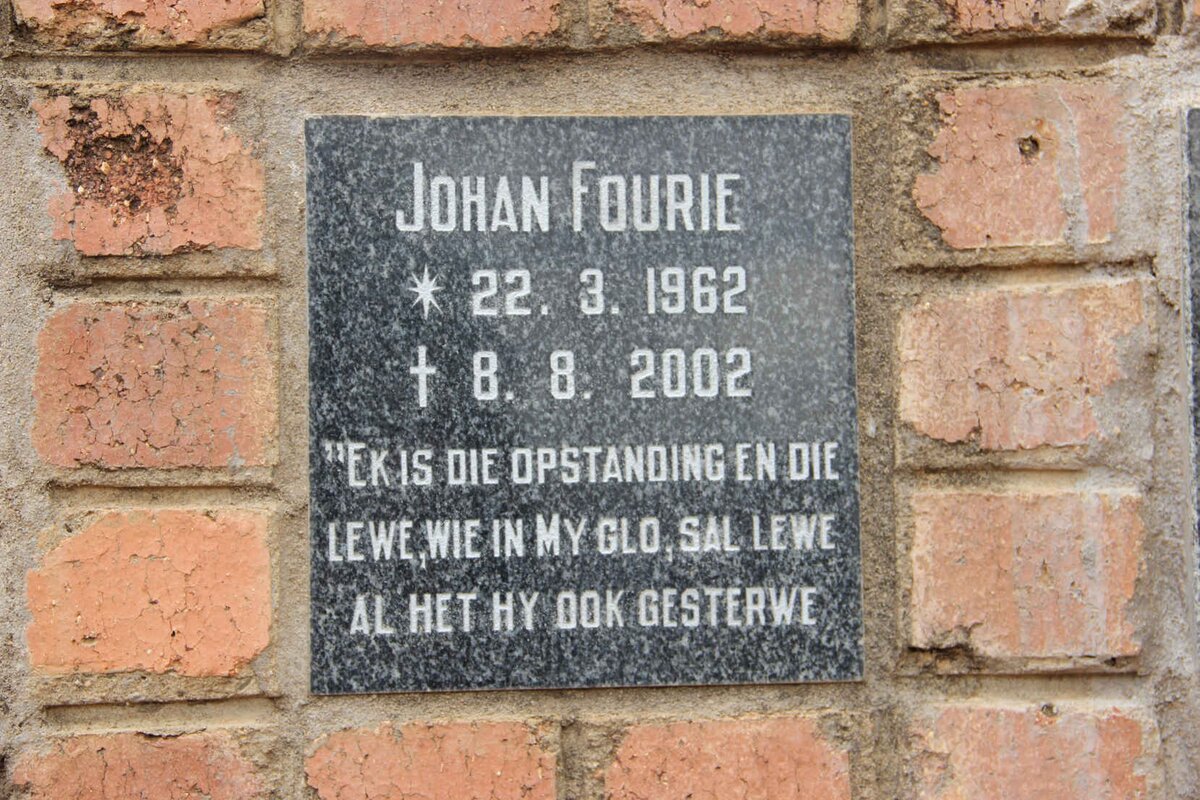 JOHAN FOURIE
* 22. 3. 1962
† 8. 8. 2002
"EK IS DIE OPSTANDING EN DIE
LEWE, WIE IN MY GLO, SAL LEWE
AL HET HY OOK GESTERWE